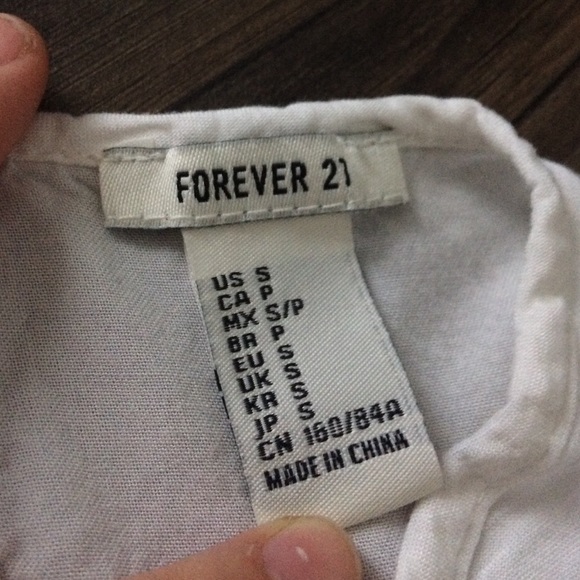 FOREVER 21
US S
CA P
MX S/P
BR P
EU S
UK S
KR S
JP S
CN 160/84A
MADE IN CHINA